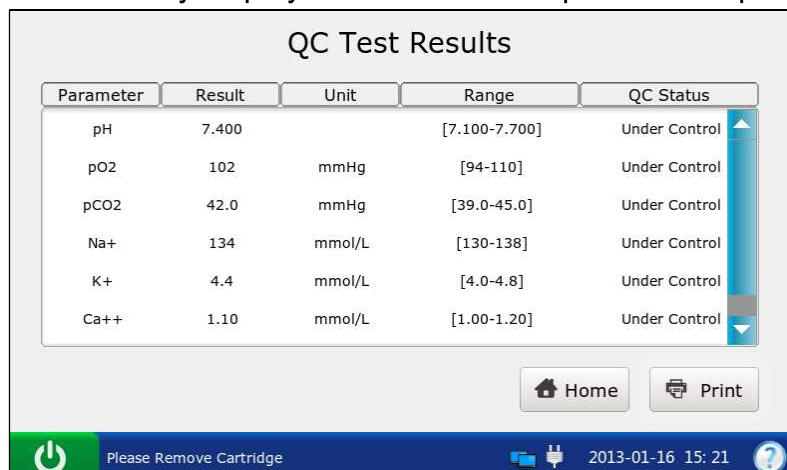 QC Test Results
Parameter Result Unit Range QC Status
pH 7.400 [7.100-7.700] Under Control
pO2 102 mmHg [94-110] Under Control
pCO2 42.0 mmHg [39.0-45.0] Under Control
Na+ 134 mmol/L [130-138] Under Control
K+ 4.4 mmol/L [4.0-4.8] Under Control
Ca++ 1.10 mmol/L [1.00-1.20] Under Control
Home Print
Please Remove Cartridge 2013-01-16 15: 21 ?